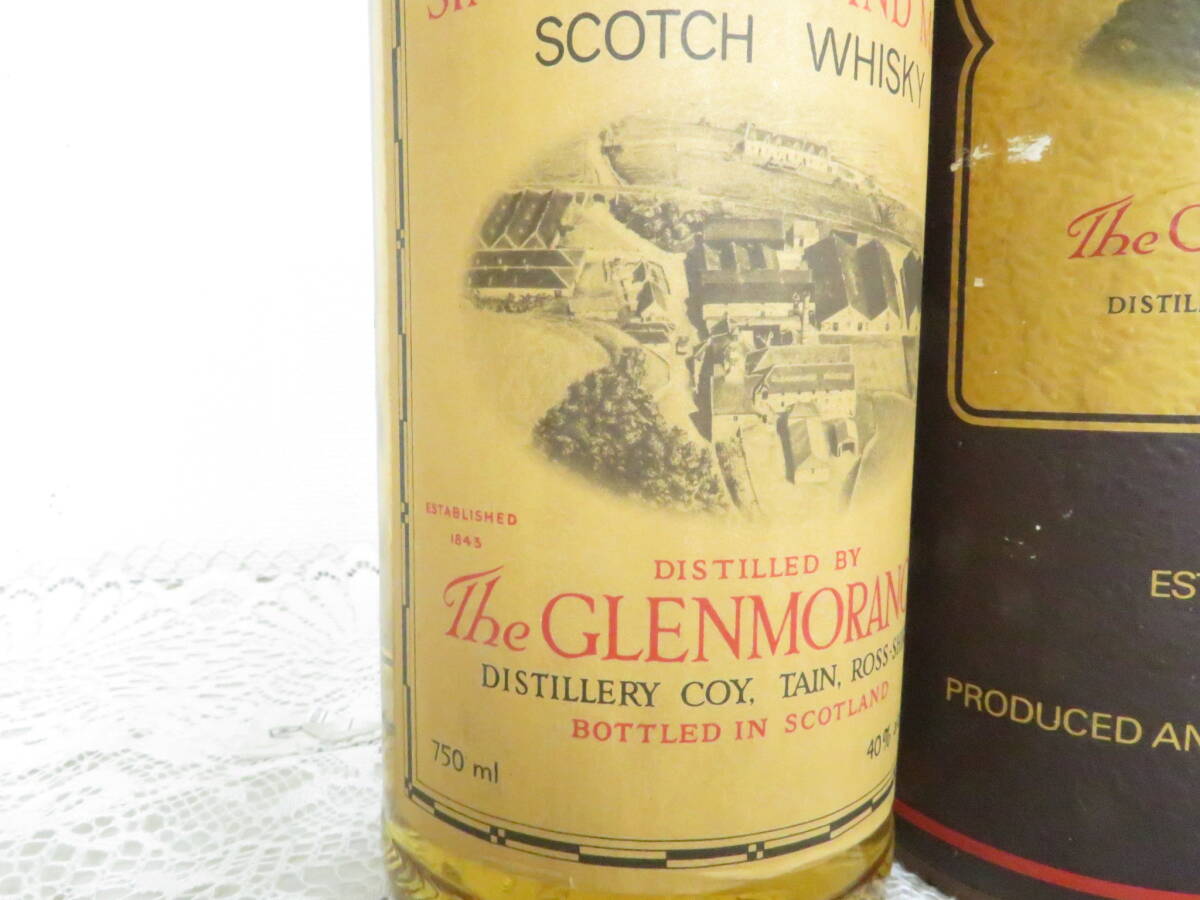 SCOTCH WHISKY
ESTABLISHED
1843
DISTILLED BY
The GLENMORANG
DISTILLERY COY, TAIN, ROSS-SH
BOTTLED IN SCOTLAND
750 ml
40%
The
DISTIL
EST
PRODUCED AN